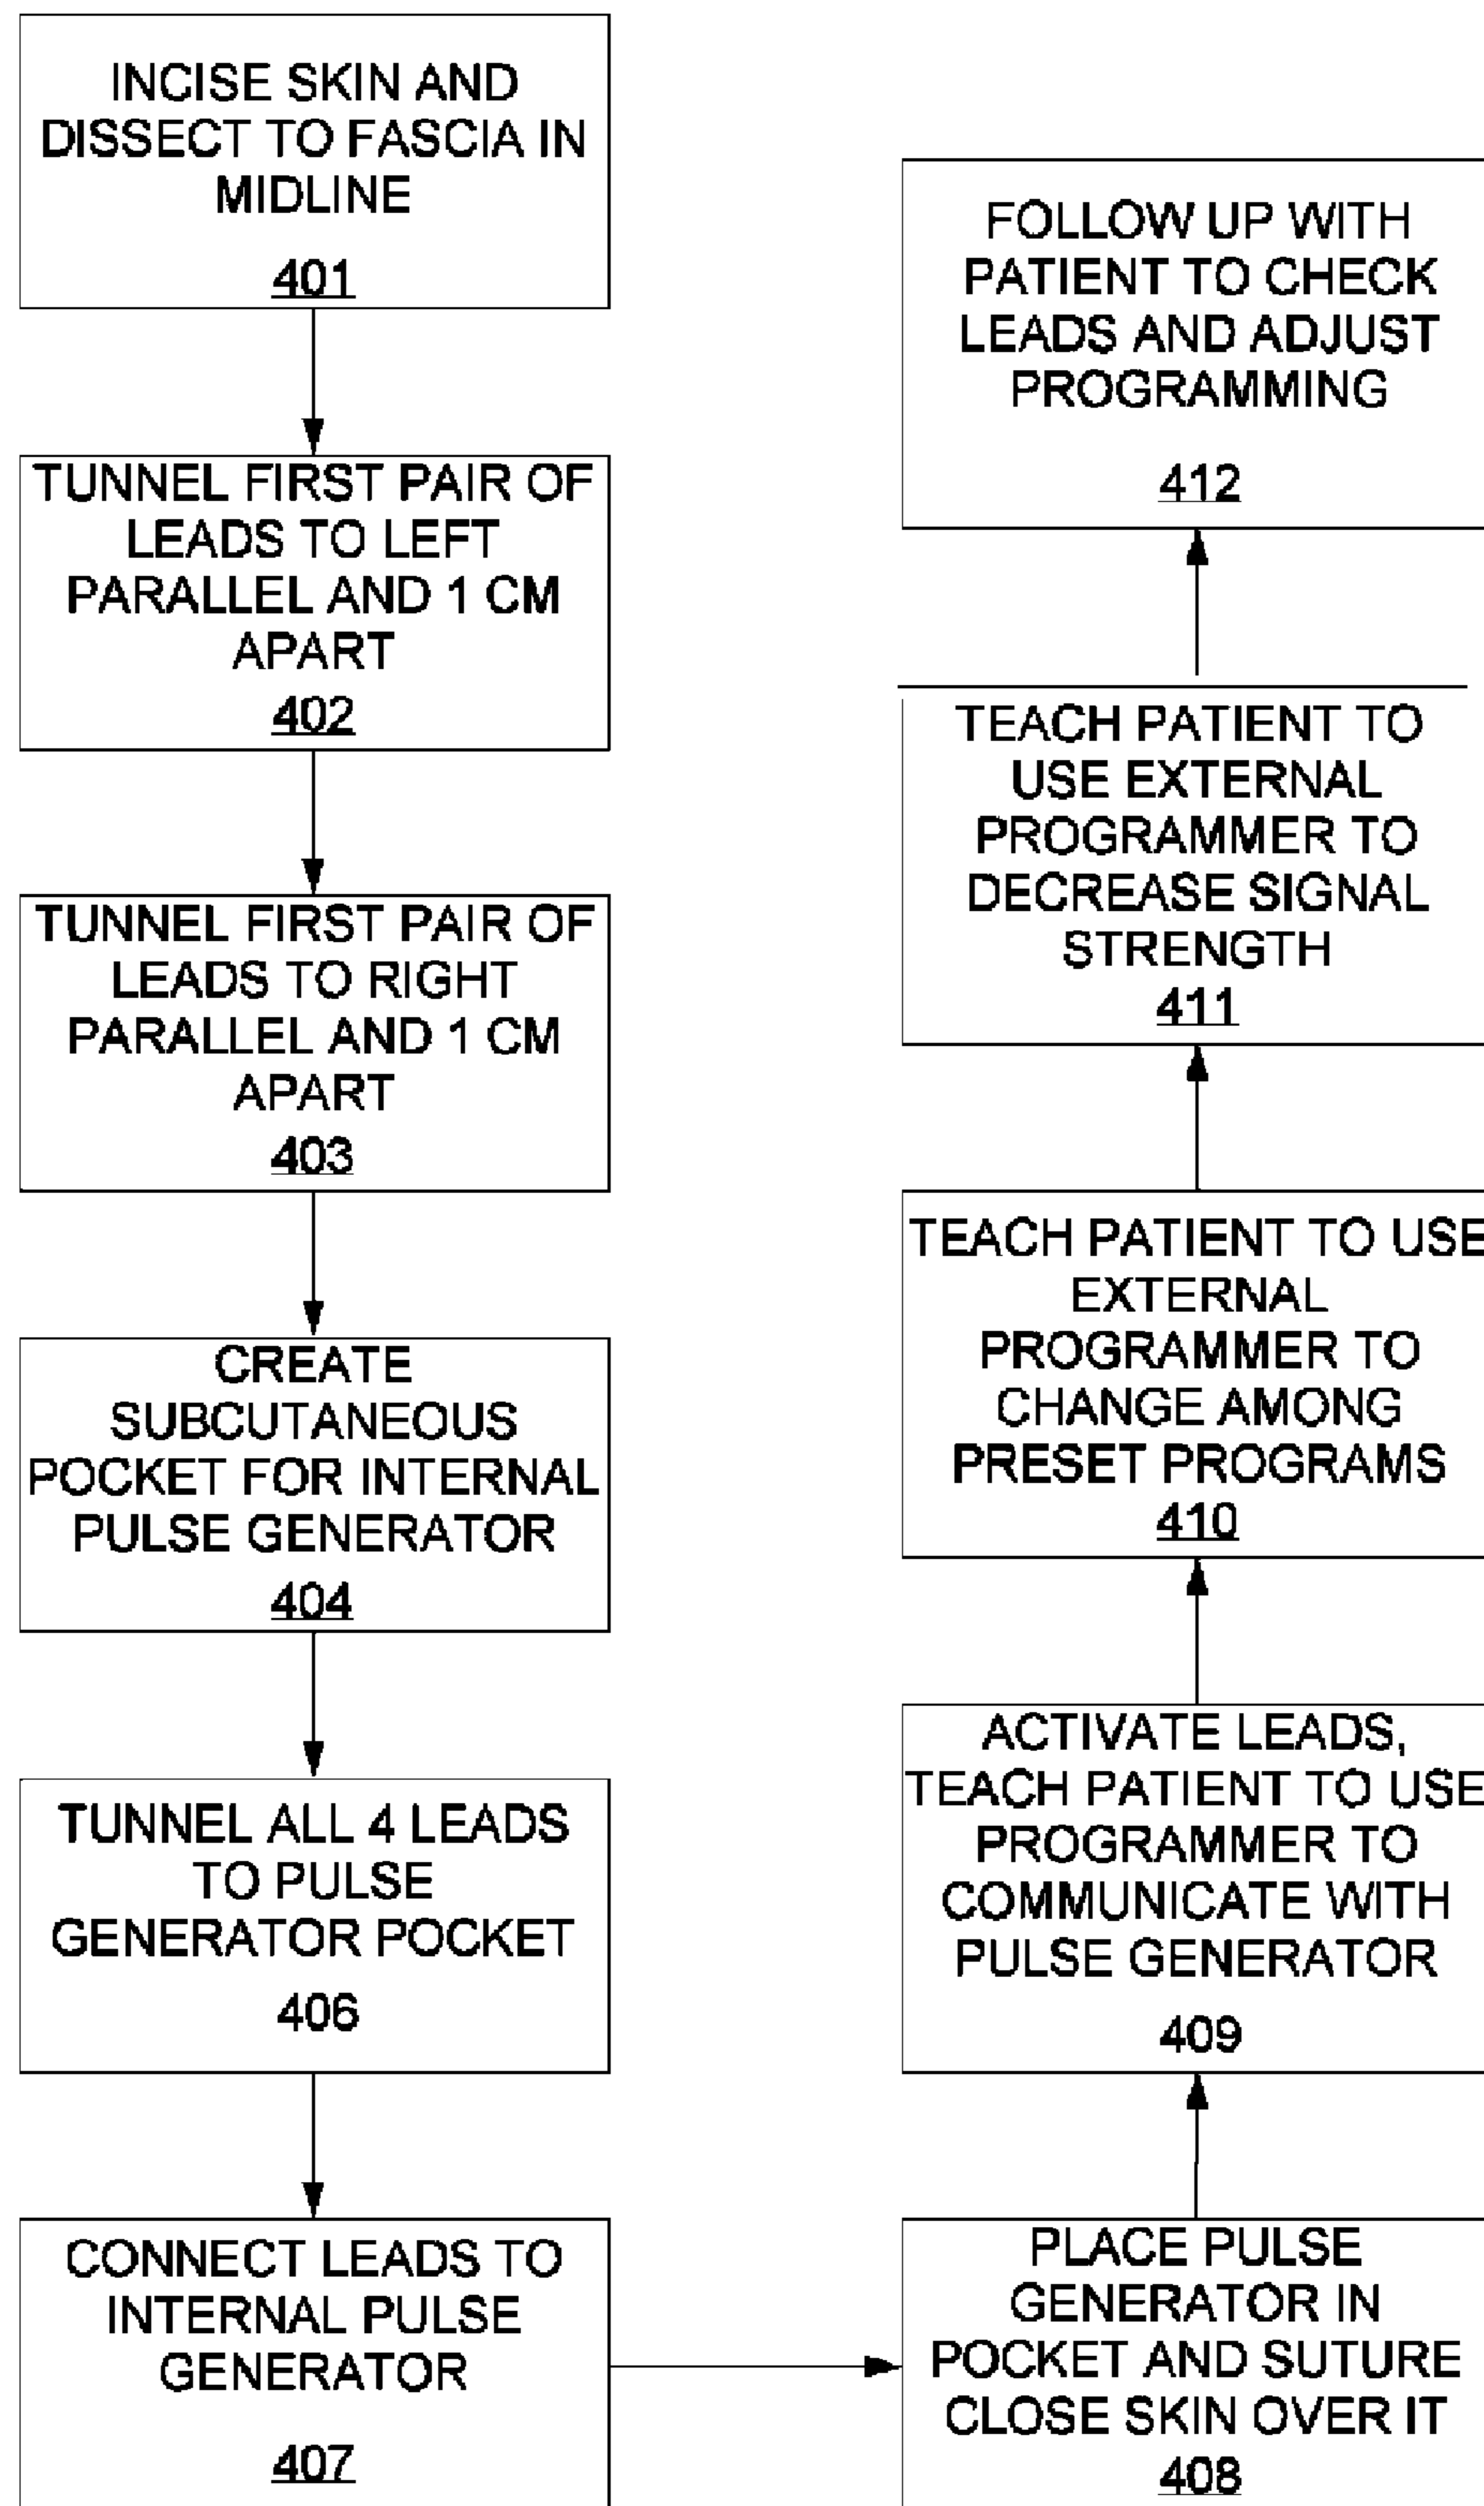 INCISE SKIN AND
DISSECT TO FASCIA IN
MIDLINE
401
TUNNEL FIRST PAIR OF
LEADS TO LEFT
PARALLEL AND 1 CM
APART
402
TUNNEL FIRST PAIR OF
LEADS TO RIGHT
PARALLEL AND 1 CM
APART
403
CREATE
SUBCUTANEOUS
POCKET FOR INTERNAL
PULSE GENERATOR
404
TUNNEL ALL 4 LEADS
TO PULSE
GENERATOR POCKET
406
CONNECT LEADS TO
INTERNAL PULSE
GENERATOR
407
PLACE PULSE
GENERATOR IN
POCKET AND SUTURE
CLOSE SKIN OVER IT
408
ACTIVATE LEADS,
TEACH PATIENT TO USE
PROGRAMMER TO
COMMUNICATE WITH
PULSE GENERATOR
409
TEACH PATIENT TO USE
EXTERNAL
PROGRAMMER TO
CHANGE AMONG
PRESET PROGRAMS
410
TEACH PATIENT TO
USE EXTERNAL
PROGRAMMER TO
DECREASE SIGNAL
STRENGTH
411
FOLLOW UP WITH
PATIENT TO CHECK
LEADS AND ADJUST
PROGRAMMING
412